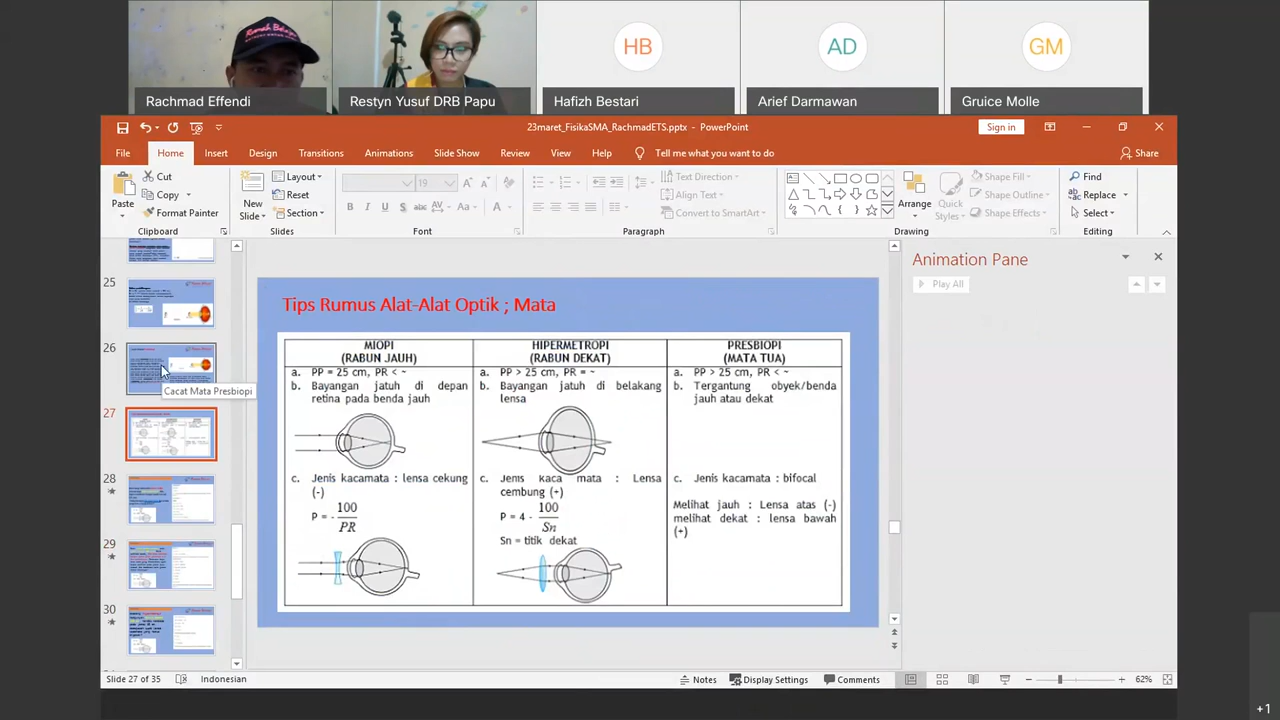 Rumah Belajar
Rachmad Effendi
Restyn Yusuf DRB Papu
HB
Hafizh Bestari
AD
Arief Darmawan
GM
Gruice Molle
23maret_FisikaSMA_RachmadETS.pptx - PowerPoint
Sign in
File
Home
Insert
Design
Transitions
Animations
Slide Show
Review
View
Help
Tell me what you want to do
Share
Paste
Cut
Copy
Format Painter
Clipboard
New
Slide
Layout
Reset
Section
Slides
19
B I U S abc AV Aa A
Font
Text Direction
Align Text
Convert to SmartArt
Paragraph
Arrange
Quick
Styles
Shape Fill
Shape Outline
Shape Effects
Drawing
Find
Replace
Select
Editing
25
26
Cacat Mata Presbiopi
27
28
29
30
Tips Rumus Alat-Alat Optik ; Mata
MIOPI
(RABUN JAUH)
a. PP = 25 cm, PR < ~
b. Bayangan jatuh di depan
retina pada benda jauh
c. Jenis kacamata : lensa cekung
(-)
P = - 100
PR
HIPERMETROPI
(RABUN DEKAT)
a. PP > 25 cm, PR = ~
b. Bayangan jatuh di belakang
lensa
c. Jens kaca mata : Lensa
cembung (+)
P = 4 - 100
Sn
Sn = titik dekat
PRESBIOPI
(MATA TUA)
a. PP > 25 cm, PR < ~
b. Tergantung obyek/benda
jauh atau dekat
c. Jenis kacamata : bifocal
Melihat jauh : Lensa atas (-)
melihat dekat : lensa bawah
(+)
Animation Pane
Play All
Slide 27 of 35
Indonesian
Notes
Display Settings
Comments
62%
+1